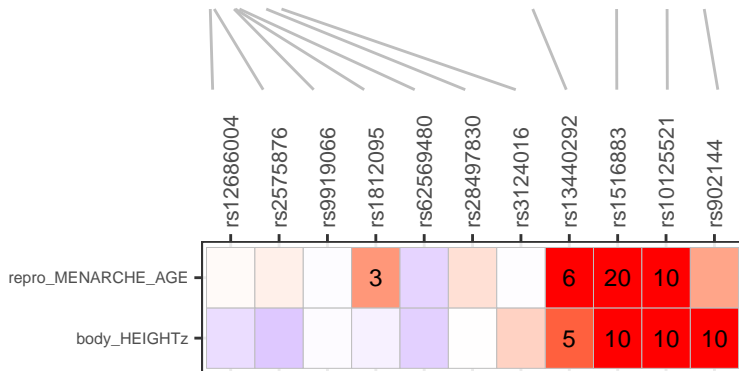 rs12686004
rs2575876
rs9919066
rs1812095
rs62569480
rs28497830
rs3124016
rs13440292
rs1516883
rs10125521
rs902144
repro_MENARCHE_AGE
3
6
20
10
body_HEIGHTz
5
10
10
10